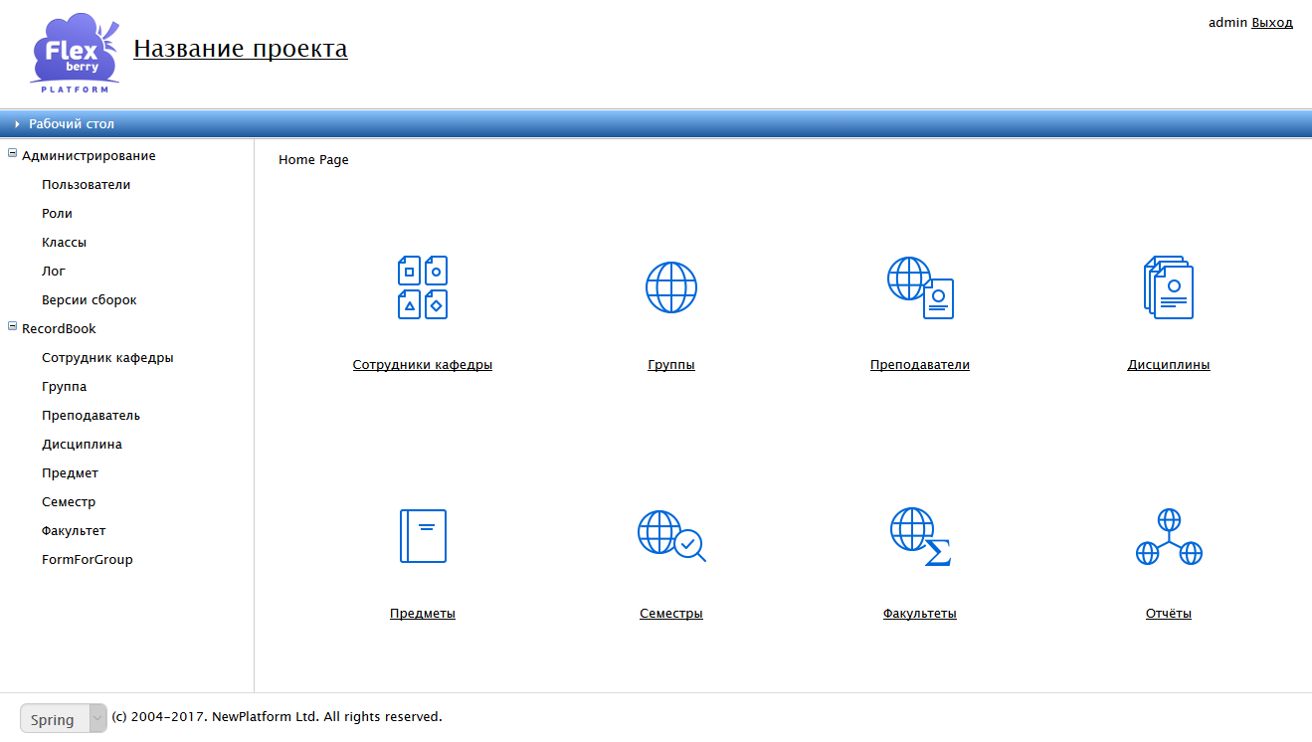 Flex
berry
PLATFORM
Название проекта
admin Выход
Рабочий стол
Администрирование
Пользователи
Роли
Классы
Лог
Версии сборок
RecordBook
Сотрудник кафедры
Группа
Преподаватель
Дисциплина
Предмет
Семестр
Факультет
FormForGroup
Home Page
Сотрудники кафедры
Группы
Преподаватели
Дисциплины
Предметы
Семестры
Факультеты
Отчёты
Spring
(c) 2004-2017. NewPlatform Ltd. All rights reserved.